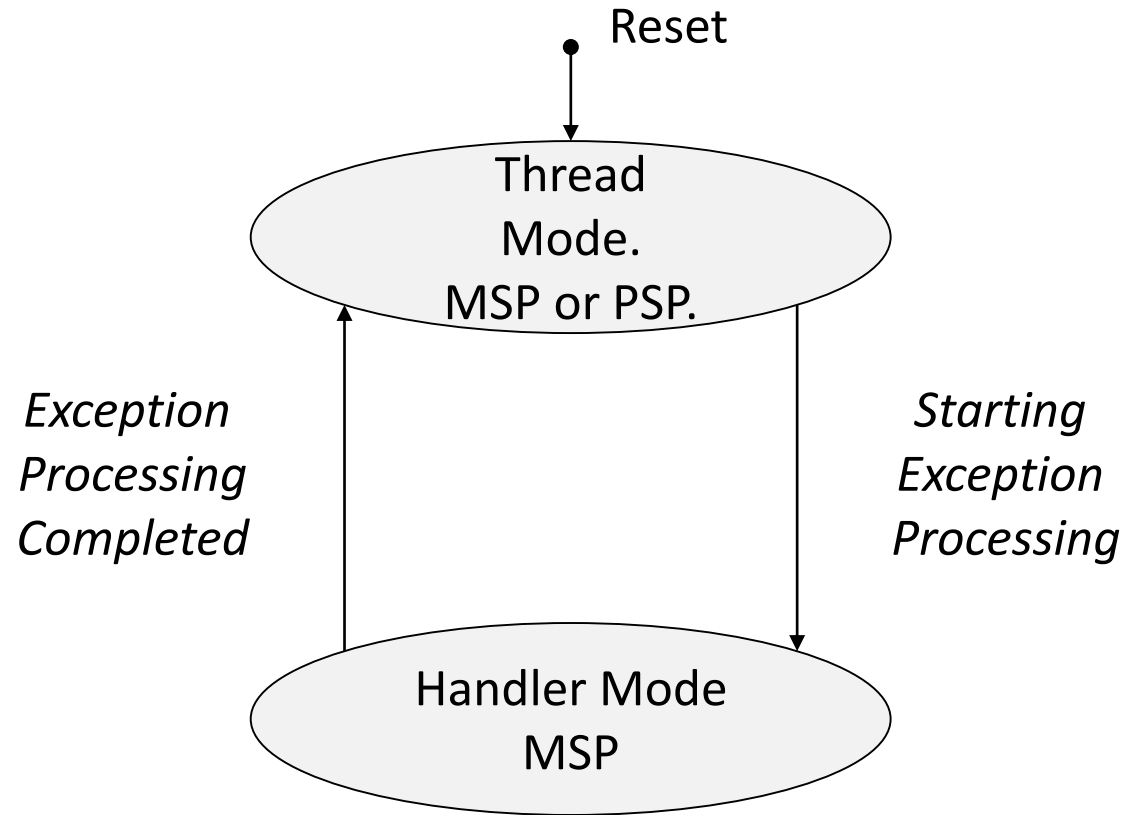 Reset
Thread
Mode.
MSP or PSP.
Exception
Processing
Completed
Starting
Exception
Processing
Handler Mode
MSP